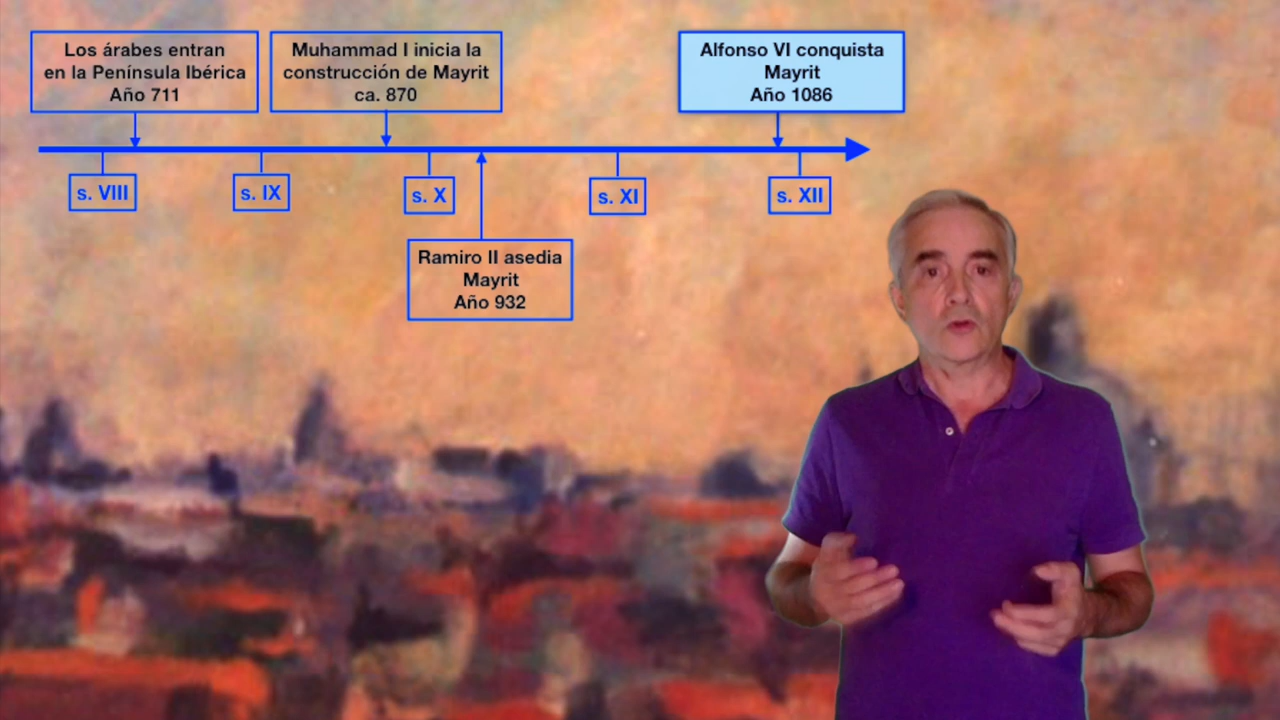 Los árabes entran
en la Península Ibérica
Año 711
Muhammad I inicia la
construcción de Mayrit
ca. 870
Alfonso VI conquista
Mayrit
Año 1086
s. VIII
s. IX
s. X
s. XI
s. XII
Ramiro II asedia
Mayrit
Año 932